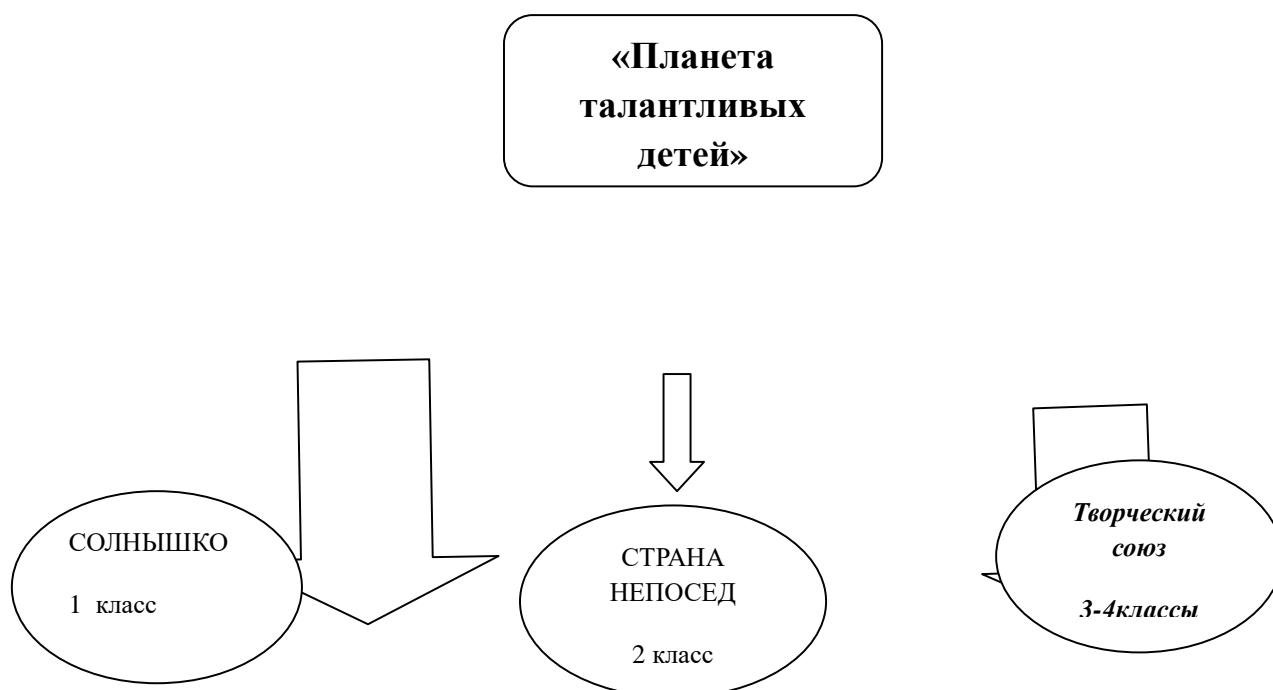 «Планета
талантливых
детей»
СОЛНЫШКО
1 класс
СТРАНА
НЕПОСЕД
2 класс
Творческий
союз
3-4классы